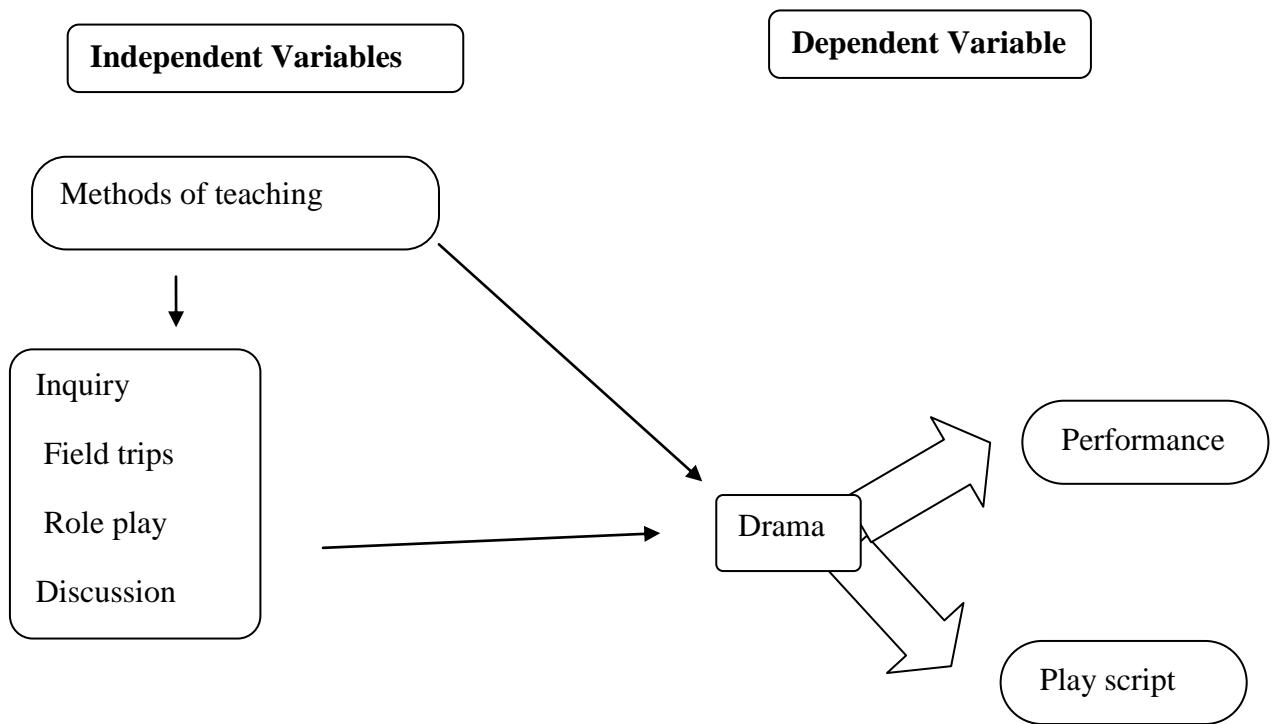 Independent Variables
Dependent Variable
Methods of teaching
Inquiry
Field trips
Role play
Discussion
Drama
Performance
Play script